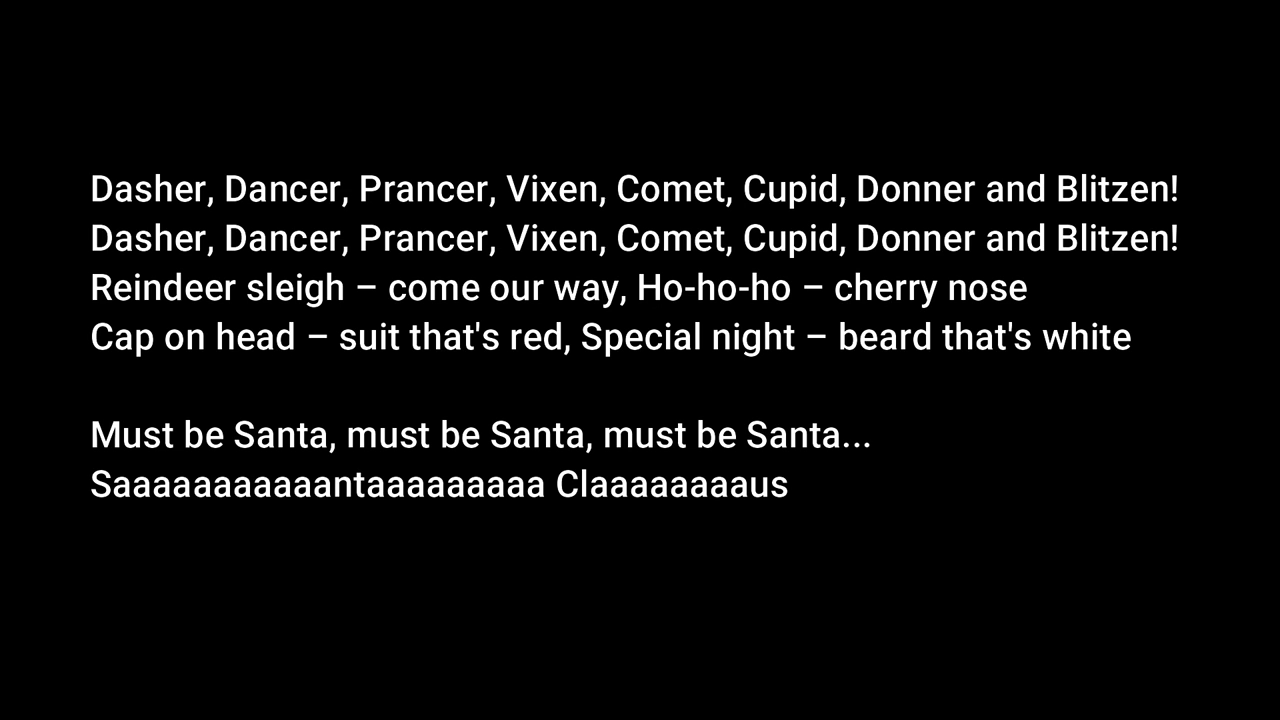 Dasher, Dancer, Prancer, Vixen, Comet, Cupid, Donner and Blitzen!
Dasher, Dancer, Prancer, Vixen, Comet, Cupid, Donner and Blitzen!
Reindeer sleigh – come our way, Ho-ho-ho – cherry nose
Cap on head – suit that's red, Special night – beard that's white
Must be Santa, must be Santa, must be Santa...
Saaaaaaaaaaantaaaaaaaaa Claaaaaaaaus